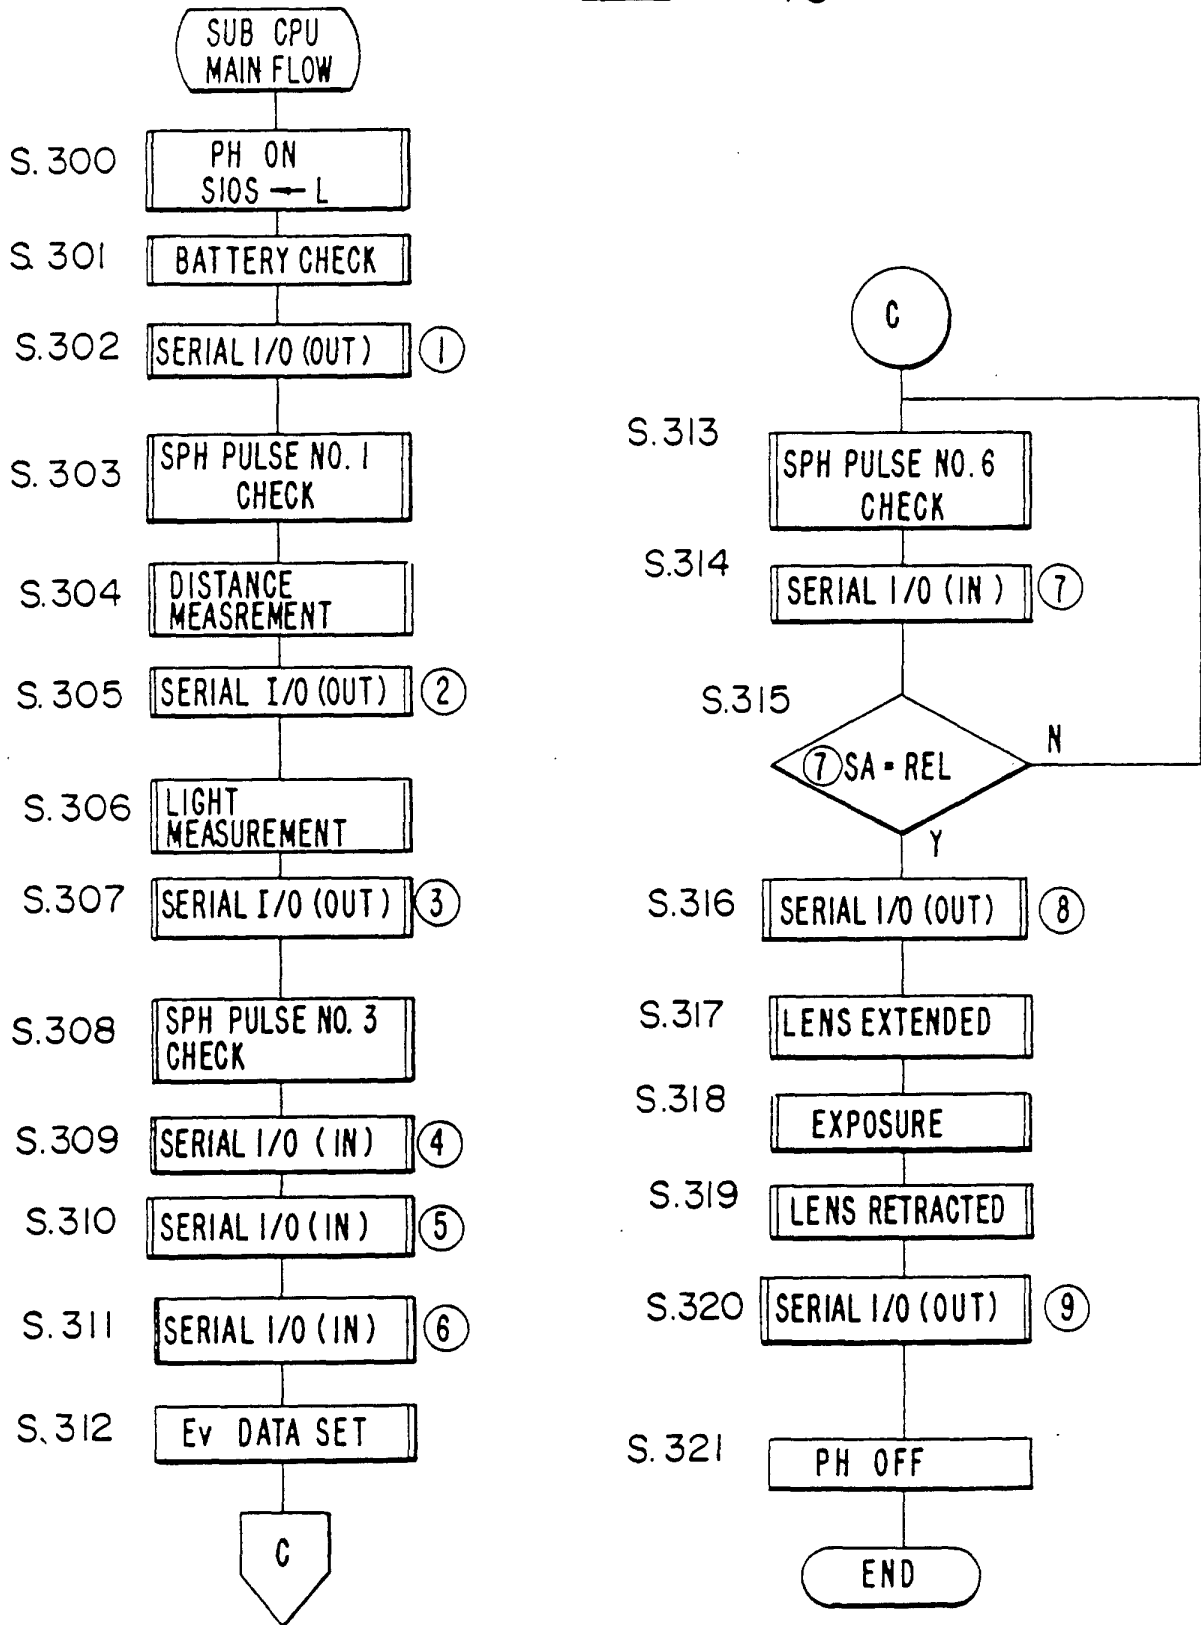 SUB CPU
MAIN FLOW
S.300
PH ON
SIOS ← L
S.301
BATTERY CHECK
S.302
SERIAL I/O (OUT) ①
S.303
SPH PULSE NO. 1
CHECK
S.304
DISTANCE
MEASREMENT
S.305
SERIAL I/O (OUT) ②
S.306
LIGHT
MEASUREMENT
S.307
SERIAL I/O (OUT) ③
S.308
SPH PULSE NO. 3
CHECK
S.309
SERIAL I/O (IN) ④
S.310
SERIAL I/O (IN) ⑤
S.311
SERIAL I/O (IN) ⑥
S.312
Ev DATA SET
C
C
S.313
SPH PULSE NO. 6
CHECK
S.314
SERIAL I/O (IN) ⑦
S.315
⑦ SA = REL
N
Y
S.316
SERIAL I/O (OUT) ⑧
S.317
LENS EXTENDED
S.318
EXPOSURE
S.319
LENS RETRACTED
S.320
SERIAL I/O (OUT) ⑨
S.321
PH OFF
END